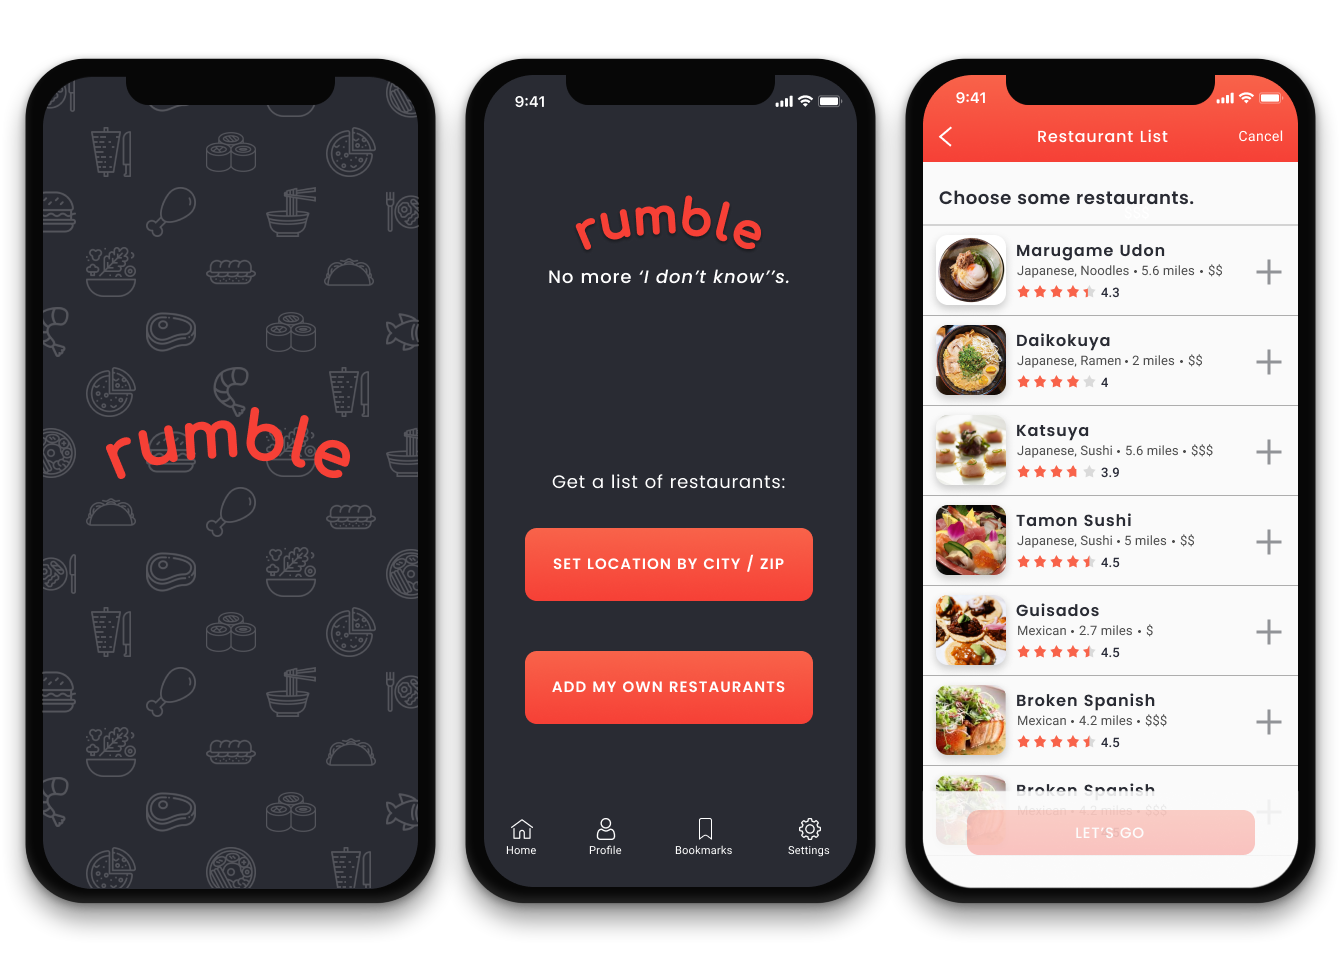 rumble
9:41
rumble
No more ‘I don’t know’’s.
Get a list of restaurants:
SET LOCATION BY CITY / ZIP
ADD MY OWN RESTAURANTS
Home Profile Bookmarks Settings
9:41
Restaurant List Cancel
Choose some restaurants.
Marugame Udon
Japanese, Noodles • 5.6 miles • $$
4.3
Daikokuya
Japanese, Ramen • 2 miles • $$
4
Katsuya
Japanese, Sushi • 5.6 miles • $$$
3.9
Tamon Sushi
Japanese, Sushi • 5 miles • $$
4.5
Guisados
Mexican • 2.7 miles • $
4.5
Broken Spanish
Mexican • 4.2 miles • $$$
4.5
Broken Spanish
Mexican • 4.2 miles • $$$
LET’S GO